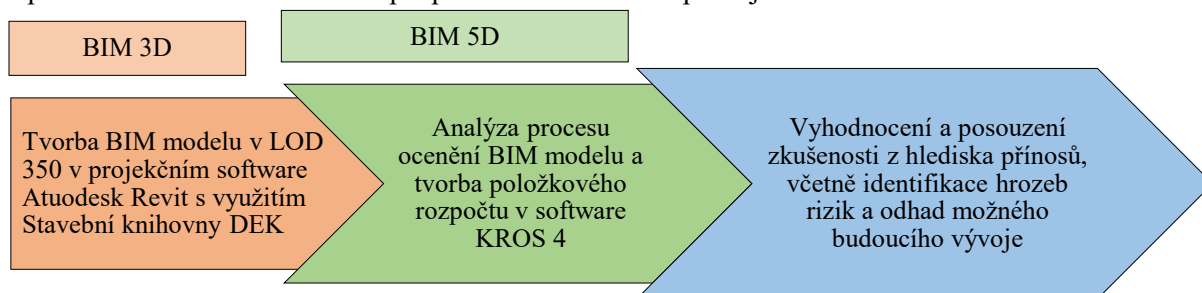 BIM 3D
BIM 5D
Tvorba BIM modelu v LOD
350 v projekčním software
Atuodesk Revit s využitím
Stavební knihovny DEK
Analýza procesu
ocenění BIM modelu a
tvorba položkového
rozpočtu v software
KROS 4
Vyhodnocení a posouzení
zkušenosti z hlediska přínosů,
včetně identifikace hrozeb
rizik a odhad možného
budoucího vývoje